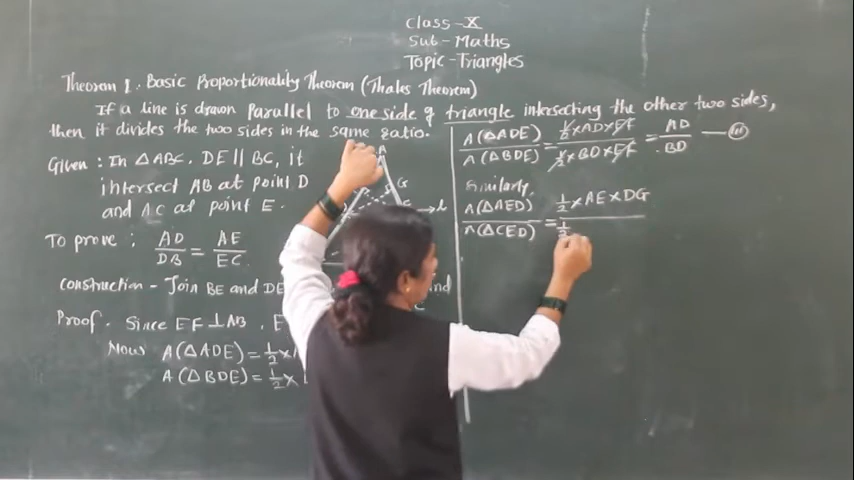 Class-X
Sub-Maths
Topic-Triangles
Theorem 1. Basic Proportionality Theorem (Thales Theorem)
If a line is drawn parallel to one side of triangle intersecting the other two sides,
then it divides the two sides in the same ratio.
Given: In △ABC, DE || BC, it
intersect AB at point D
and AC at point E.
To prove: AD/DB = AE/EC
Construction - Join BE and
Proof. Since EF ⊥ AB,
Now A(△ADE) = 1/2 ×
A(△BDE) = 1/2 ×
A
G
A(△ADE)/A(△BDE) = 1/2×AD×EF/1/2×BD×EF = AD/BD — (iii)
Similarly,
A(△AED)/A(△CED) = 1/2×AE×DG/1/2